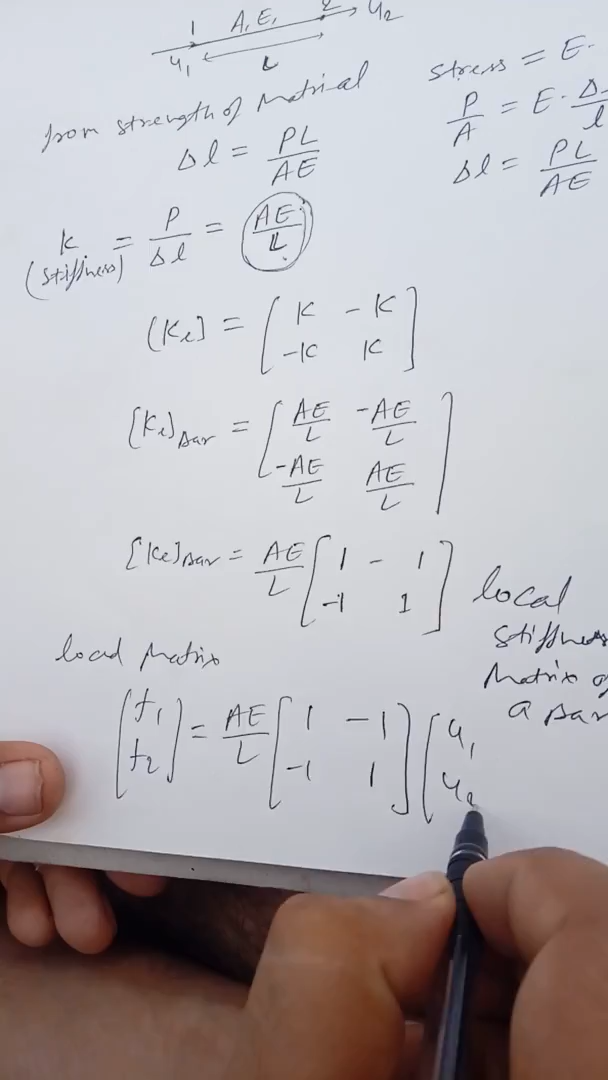 1 A, E, 2 → u₂
u₁ L
from strength of Matrial
Δl = PL/AE
stress = E.
P/A = E · Δ/l
Δl = PL/AE
k (stiffness) = P/Δl = AE/L
[Ke] = [K -K
-K K]
[Ke]Bar = [AE/L -AE/L
-AE/L AE/L]
[Ke]Bar = AE/L [1 -1
-1 1]
local
stiffness
Matrix of
a Bar
load Matrix
[f₁
f₂] = AE/L [1 -1
-1 1] [u₁
u₂